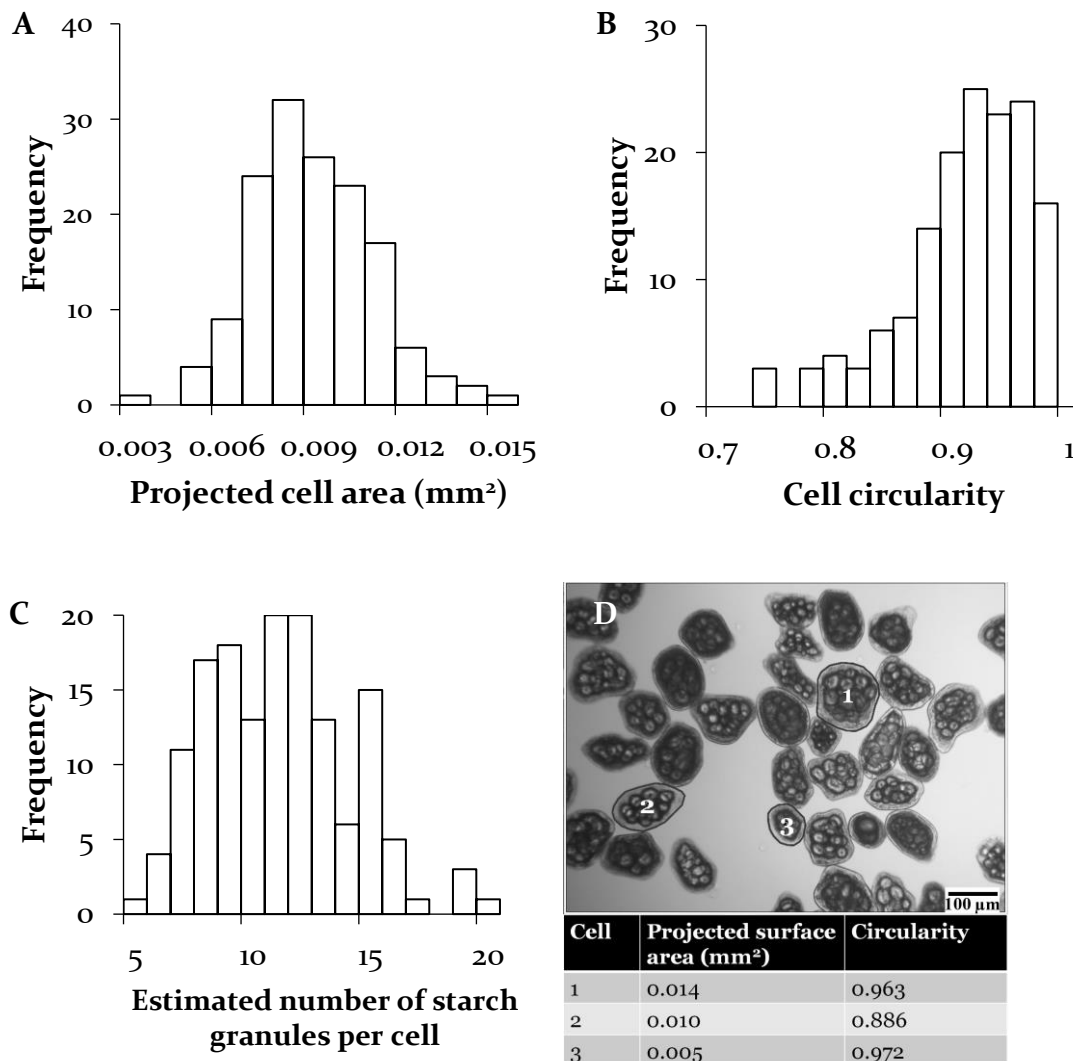 A
40
30
20
10
0
Frequency
0.003 0.006 0.009 0.012 0.015
Projected cell area (mm²)
B
30
20
10
0
Frequency
0.7 0.8 0.9 1
Cell circularity
C
20
15
10
5
0
Frequency
5 10 15 20
Estimated number of starch
granules per cell
D
1
2
3
100 µm
Cell Projected surface Circularity
area (mm²)
1 0.014 0.963
2 0.010 0.886
3 0.005 0.972